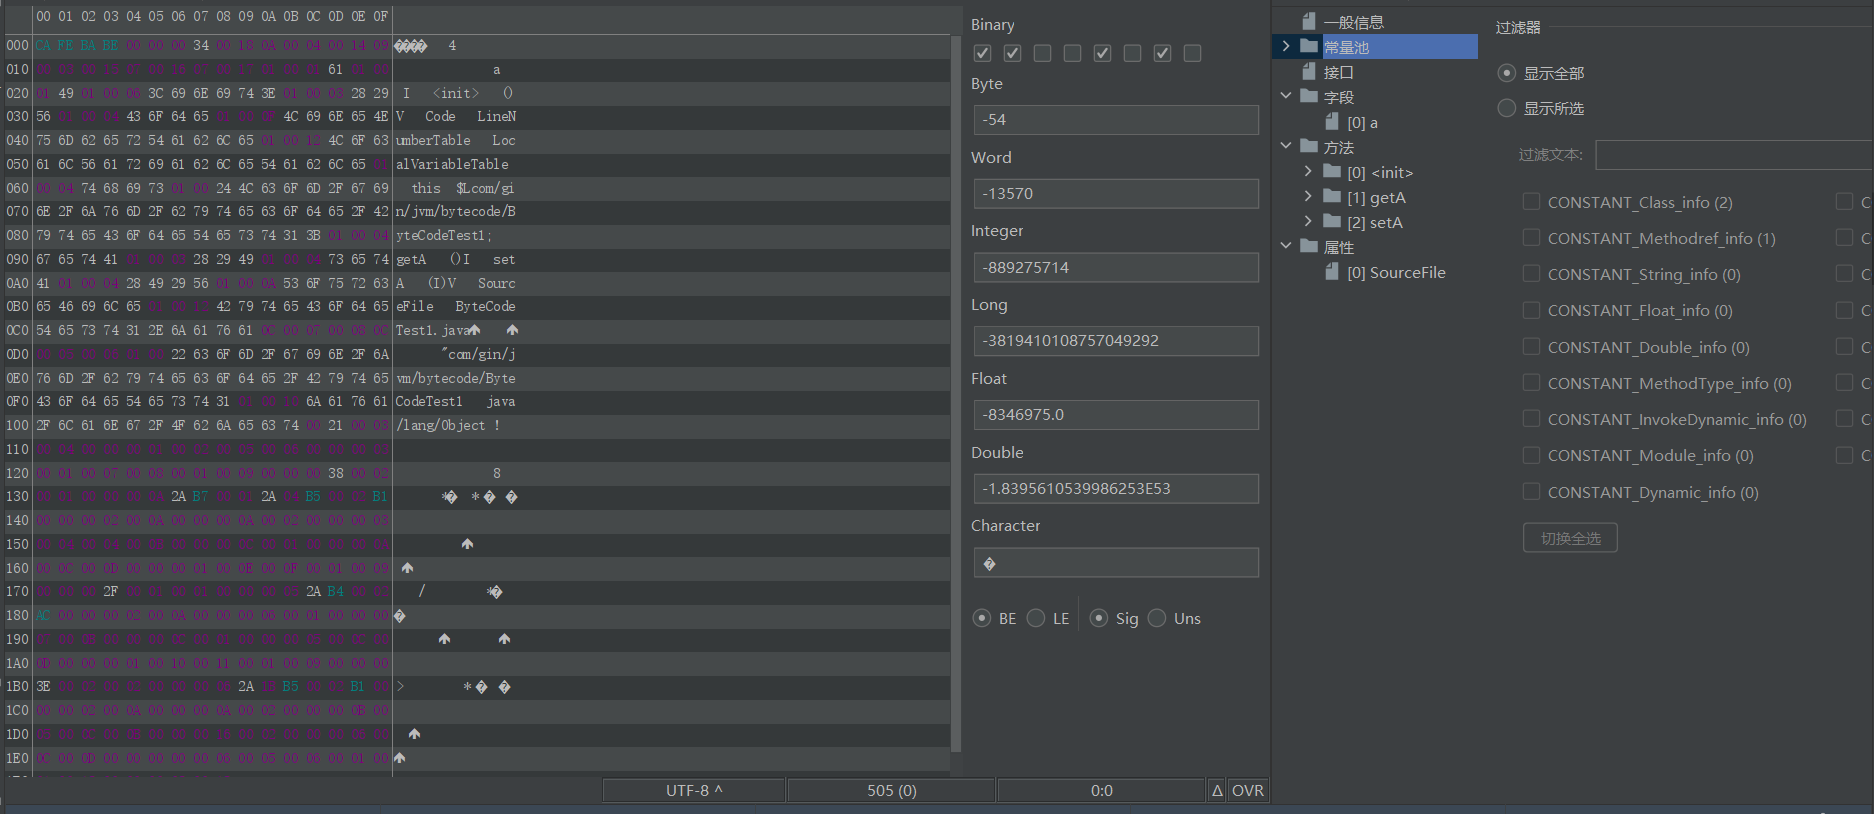 00 01 02 03 04 05 06 07 08 09 0A 0B 0C 0D 0E 0F
000 CA FE BA BE 00 00 00 34 00 18 0A 00 04 00 14 09 ���� 4
010 61 a
020 01 49 01 00 06 3C 69 6E 69 74 3E 01 00 03 28 29 I <init> ()
030 56 01 00 04 43 6F 64 65 4C 69 6E 65 4E V Code LineN
040 75 6D 62 65 72 54 61 62 6C 65 01 00 12 4C 6F 63 umberTable Loc
050 61 6C 56 61 72 69 61 62 6C 65 54 61 62 6C 65 01 alVariableTable
060 00 04 74 68 69 73 01 00 24 4C 63 6F 6D 2F 67 69 this $Lcom/gi
070 6E 2F 6A 76 6D 2F 62 79 74 65 63 6F 64 65 2F 42 n/jvm/bytecode/B
080 79 74 65 43 6F 64 65 54 65 73 74 31 3B 01 00 04 yteCodeTest1;
090 67 65 74 41 28 29 49 01 00 04 73 65 74 getA ()I set
0A0 41 01 00 04 28 49 29 56 01 00 0A 53 6F 75 72 63 A (I)V Sourc
0B0 65 46 69 6C 65 42 79 74 65 43 6F 64 65 eFile ByteCode
0C0 54 65 73 74 31 2E 6A 61 76 61 0C 00 07 00 08 0C Test1.java
0D0 22 63 6F 6D 2F 67 69 6E 2F 6A "com/gin/j
0E0 76 6D 2F 62 79 74 65 63 6F 64 65 2F 42 79 74 65 vm/bytecode/Byte
0F0 43 6F 64 65 54 65 73 74 31 01 00 10 6A 61 76 61 CodeTest1 java
100 2F 6C 61 6E 67 2F 4F 62 6A 65 63 74 00 21 00 03 /lang/Object !
110
120 00 01 00 07 00 08 00 01 00 09 00 00 00 38 00 02 8
130 2A B7 2A B5 B1 *� *� �
140 00 00 00 02 00 0A 00 00 00 0A 00 02 00 00 00 03
150
160 00 0C 00 0D 00 00 00 01 00 0E 00 0F 00 01 00 09
170 2F 2A B4 / *�
180 AC 00 00 00 02 00 0A 00 00 00 06 00 01 00 00 00 �
190
1A0 0D 00 00 00 01 00 10 00 11 00 01 00 09 00 00 00
1B0 3E 2A B5 B1 > *� �
1C0 00 00 02 00 0A 00 00 00 0A 00 02 00 00 00 0B 00
1D0
1E0 0C 00 0D 00 00 00 00 00 06 00 05 00 06 00 01 00
UTF-8 ^
505 (0)
0:0
Δ
OVR
Binary
Byte
-54
Word
-13570
Integer
-889275714
Long
-3819410108757049292
Float
-8346975.0
Double
-1.8395610539986253E53
Character
�
BE LE Sig Uns
一般信息
常量池
接口
字段
[0] a
方法
[0] <init>
[1] getA
[2] setA
属性
[0] SourceFile
过滤器
显示全部
显示所选
过滤文本:
CONSTANT_Class_info (2) C
CONSTANT_Methodref_info (1) C
CONSTANT_String_info (0) C
CONSTANT_Float_info (0) C
CONSTANT_Double_info (0) C
CONSTANT_MethodType_info (0) C
CONSTANT_InvokeDynamic_info (0) C
CONSTANT_Module_info (0) C
CONSTANT_Dynamic_info (0)
切换全选